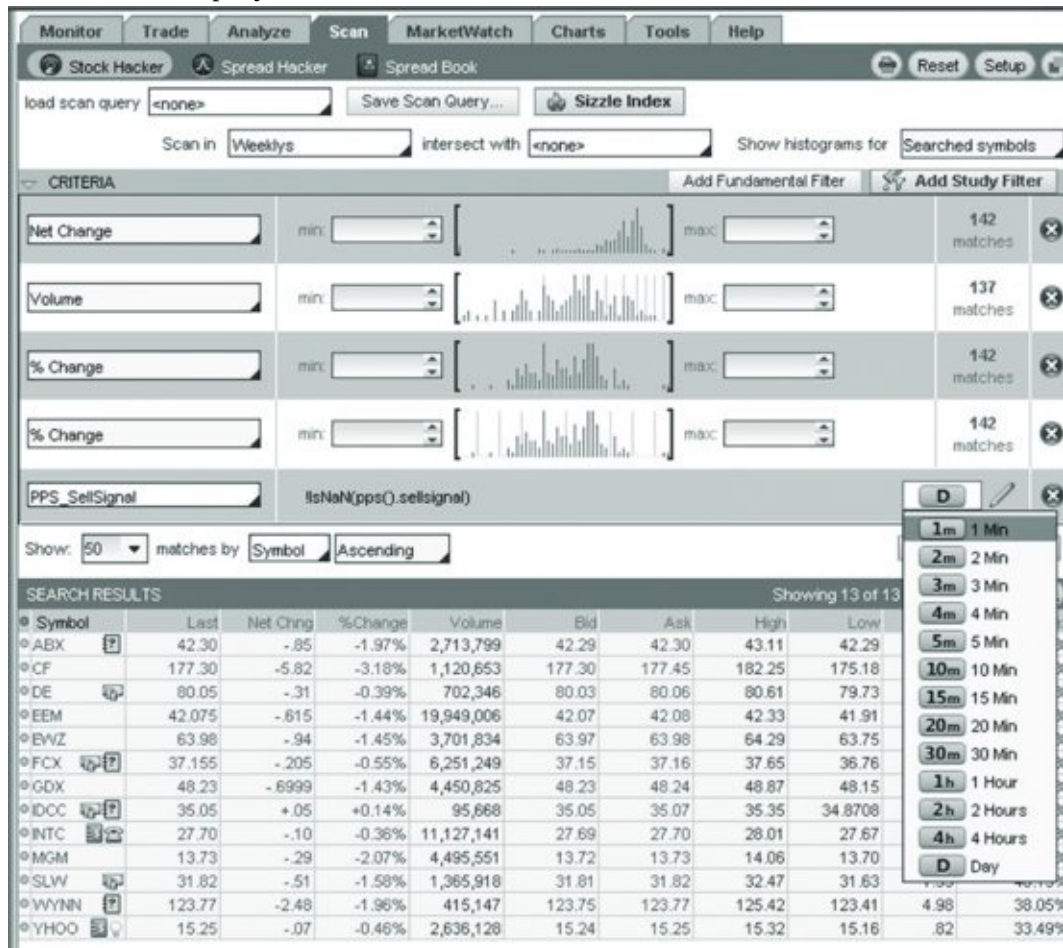 Monitor Trade Analyze Scan MarketWatch Charts Tools Help
Stock Hacker Spread Hacker Spread Book Reset Setup
load scan query <none> Save Scan Query... Sizzle Index
Scan in Weeklys intersect with <none> Show histograms for Searched symbols
CRITERIA Add Fundamental Filter Add Study Filter
Net Change min: max: 142
matches
Volume min: max: 137
matches
% Change min: max: 142
matches
% Change min: max: 142
matches
PPS_SellSignal !IsNaN(pps().sellsignal) D
1m 1 Min
Show: 50 matches by Symbol Ascending
2m 2 Min
3m 3 Min
SEARCH RESULTS Showing 13 of 13
4m 4 Min
Symbol Last Net Chng %Change Volume Bid Ask High Low
ABX 42.30 -.85 -1.97% 2,713,799 42.29 42.30 43.11 42.29
5m 5 Min
CF 177.30 -5.82 -3.18% 1,120,653 177.30 177.45 182.25 175.18
10m 10 Min
DE 80.05 -.31 -0.39% 702,346 80.03 80.06 80.61 79.73
15m 15 Min
EEM 42.075 -.615 -1.44% 19,949,006 42.07 42.08 42.33 41.91
20m 20 Min
EWZ 63.98 -.94 -1.45% 3,701,834 63.97 63.98 64.29 63.75
30m 30 Min
FCX 37.155 -.205 -0.55% 6,251,249 37.15 37.16 37.65 36.76
GDX 48.23 -.6999 -1.43% 4,450,825 48.23 48.24 48.87 48.15
1h 1 Hour
IDCC 35.05 +.05 +0.14% 95,668 35.05 35.07 35.35 34.8708
2h 2 Hours
INTC 27.70 -.10 -0.36% 11,127,141 27.69 27.70 28.01 27.67
4h 4 Hours
MGM 13.73 -.29 -2.07% 4,495,551 13.72 13.73 14.06 13.70
D Day
SLW 31.82 -.51 -1.58% 1,365,918 31.81 31.82 32.47 31.63
WYNN 123.77 -2.48 -1.96% 415,147 123.75 123.77 125.42 123.41 4.98 38.05%
YHOO 15.25 -.07 -0.46% 2,636,128 15.24 15.25 15.32 15.16 .82 33.49%